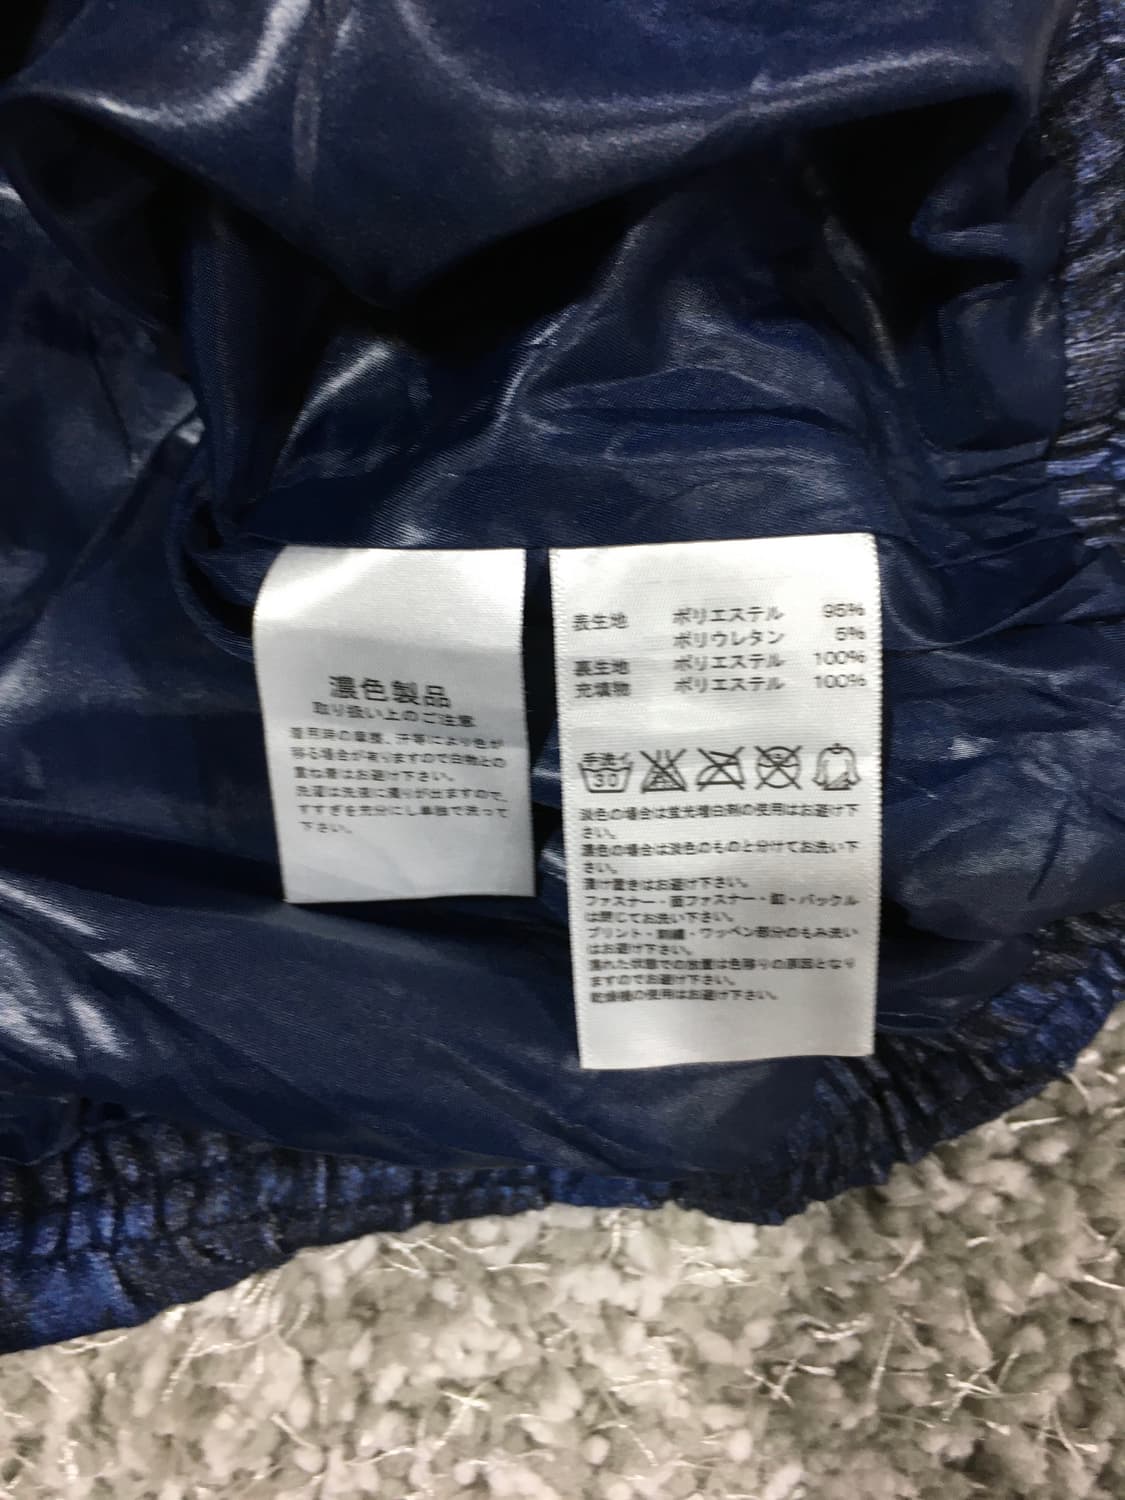 濃色製品
取り扱い上のご注意
着用時の摩擦、汗等により色が
移る場合が有りますので白物との
重ね着はお避け下さい。
洗濯は洗液に濁りが出ますので、
すすぎを充分にし単独で洗って
下さい。
表生地 ポリエステル 95%
ポリウレタン 5%
裏生地 ポリエステル 100%
充填物 ポリエステル 100%
手洗イ
30
淡色の場合は蛍光増白剤の使用はお避け下
さい。
濃色の場合は淡色のものと分けてお洗い下
さい。
漬け置きはお避け下さい。
ファスナー・面ファスナー・釦・バックル
は閉じてお洗い下さい。
プリント・刺繍・ワッペン部分のもみ洗い
はお避け下さい。
濡れた状態での放置は色移りの原因となり
ますのでお避け下さい。
乾燥機の使用はお避け下さい。